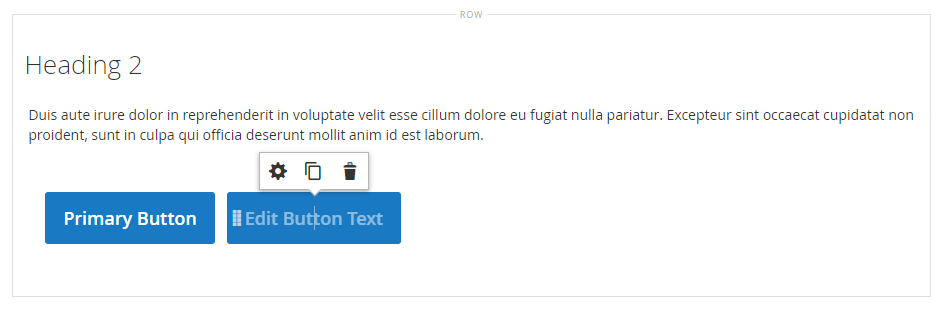 ROW
Heading 2
Duis aute irure dolor in reprehenderit in voluptate velit esse cillum dolore eu fugiat nulla pariatur. Excepteur sint occaecat cupidatat non
proident, sunt in culpa qui officia deserunt mollit anim id est laborum.
Primary Button
Edit Button Text